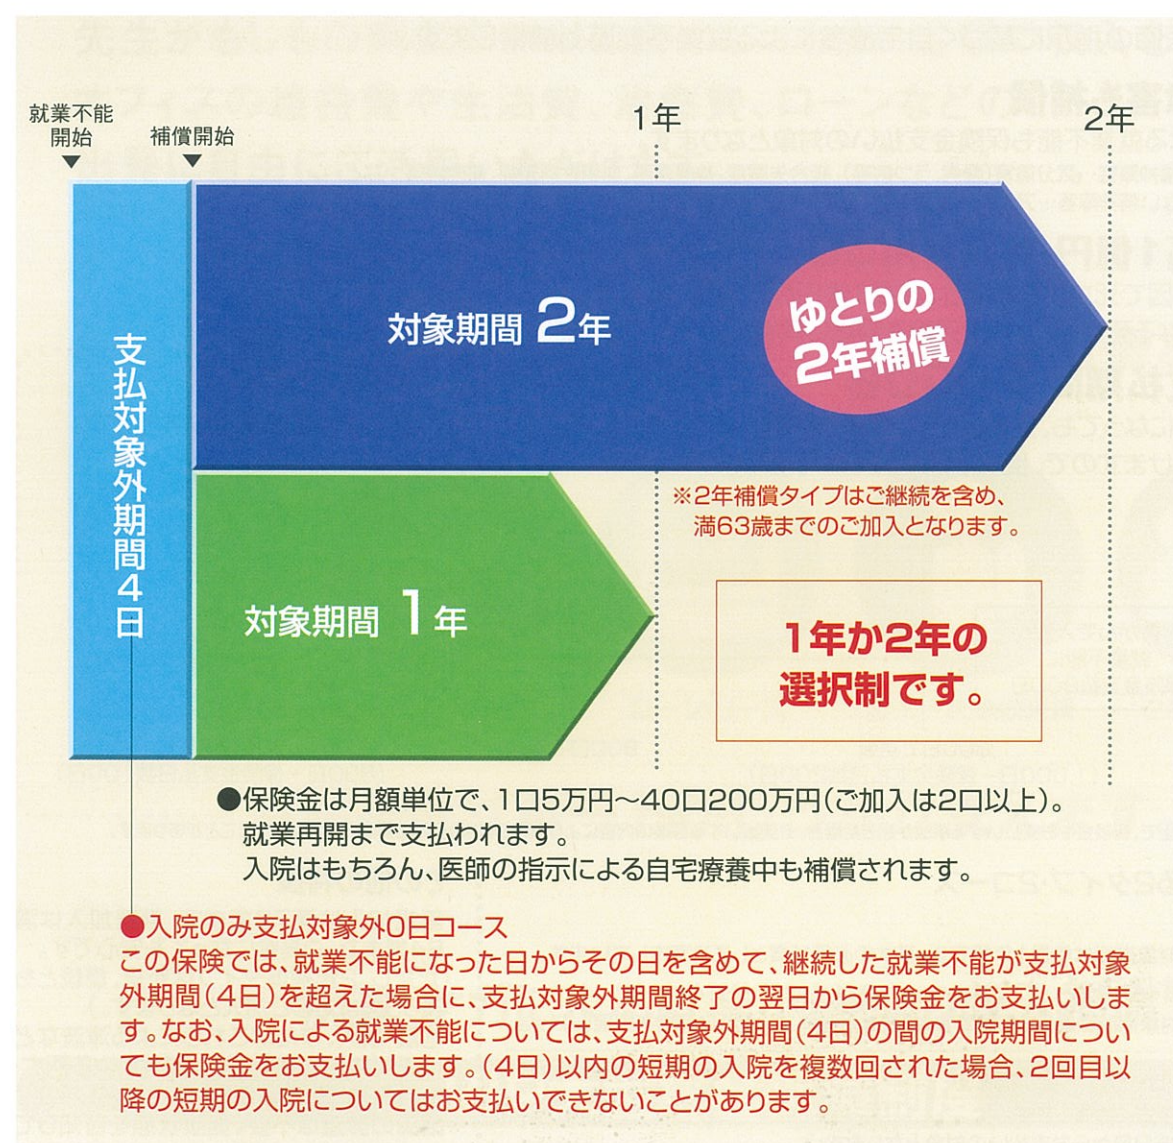 就業不能
開始
▼
補償開始
▼
1年
2年
支払対象外期間4日
対象期間 2年
ゆとりの
2年補償
※2年補償タイプはご継続を含め、
満63歳までのご加入となります。
対象期間 1年
1年か2年の
選択制です。
●保険金は月額単位で、1口5万円～40口200万円(ご加入は2口以上)。
就業再開まで支払われます。
入院はもちろん、医師の指示による自宅療養中も補償されます。
●入院のみ支払対象外0日コース
この保険では、就業不能になった日からその日を含めて、継続した就業不能が支払対象
外期間(4日)を超えた場合に、支払対象外期間終了の翌日から保険金をお支払いしま
す。なお、入院による就業不能については、支払対象外期間(4日)の間の入院期間につい
ても保険金をお支払いします。(4日)以内の短期の入院を複数回された場合、2回目以
降の短期の入院についてはお支払いできないことがあります。